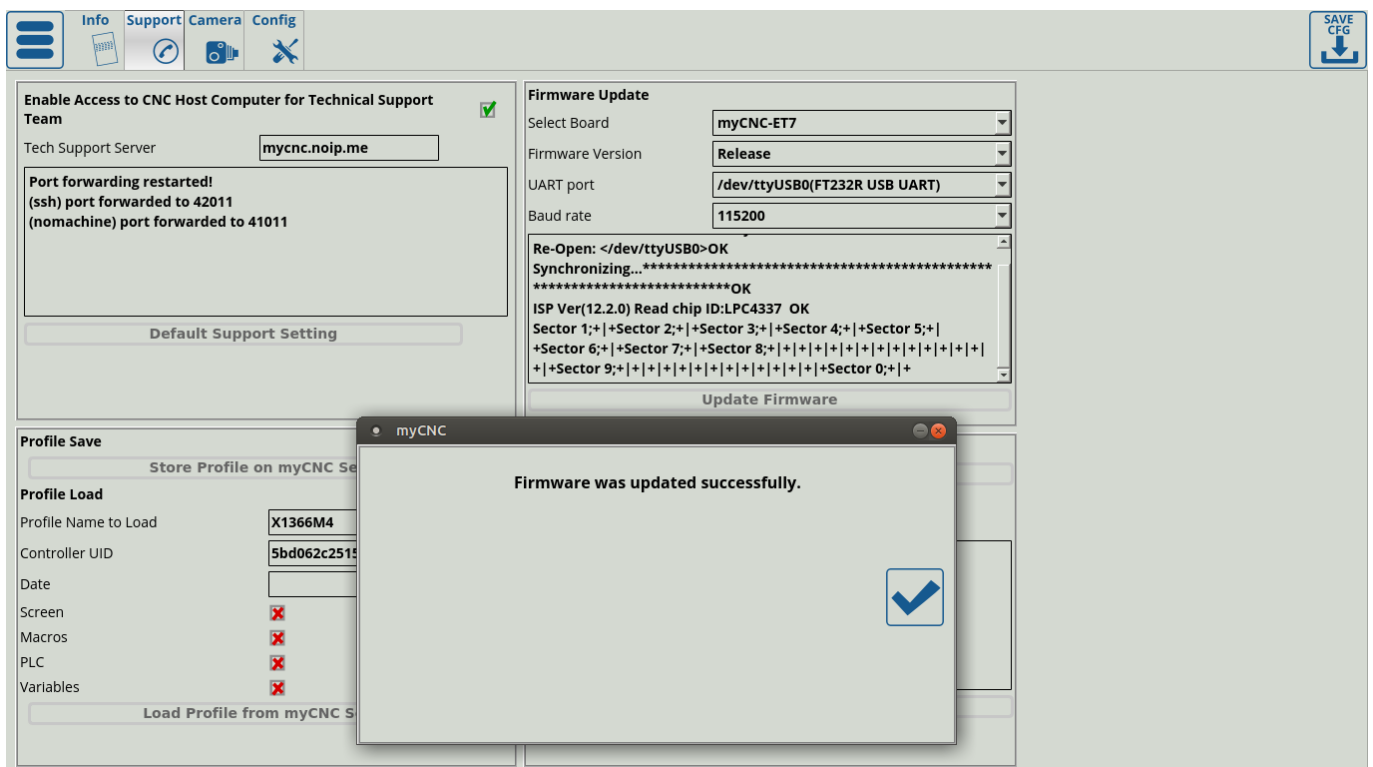 Info
Support
Camera
Config
SAVE
CFG
Enable Access to CNC Host Computer for Technical Support
Team
Tech Support Server
mycnc.noip.me
Port forwarding restarted!
(ssh) port forwarded to 42011
(nomachine) port forwarded to 41011
Default Support Setting
Firmware Update
Select Board
myCNC-ET7
Firmware Version
Release
UART port
/dev/ttyUSB0(FT232R USB UART)
Baud rate
115200
Re-Open: </dev/ttyUSB0>OK
Synchronizing...**********************************************
**************************OK
ISP Ver(12.2.0) Read chip ID:LPC4337 OK
Sector 1;+|+Sector 2;+|+Sector 3;+|+Sector 4;+|+Sector 5;+|
+Sector 6;+|+Sector 7;+|+Sector 8;+|+|+|+|+|+|+|+|+|+|+|+|+|+|
+|+Sector 9;+|+|+|+|+|+|+|+|+|+|+|+|+|+Sector 0;+|+
Update Firmware
Profile Save
Store Profile on myCNC Se
Profile Load
Profile Name to Load
X1366M4
Controller UID
5bd062c2515
Date
Screen
Macros
PLC
Variables
Load Profile from myCNC S
myCNC
Firmware was updated successfully.